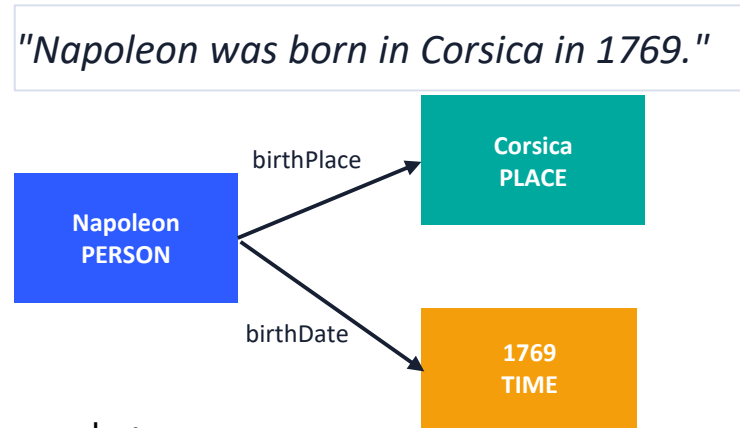 "Napoleon was born in Corsica in 1769."
birthPlace
Corsica
PLACE
Napoleon
PERSON
birthDate
1769
TIME